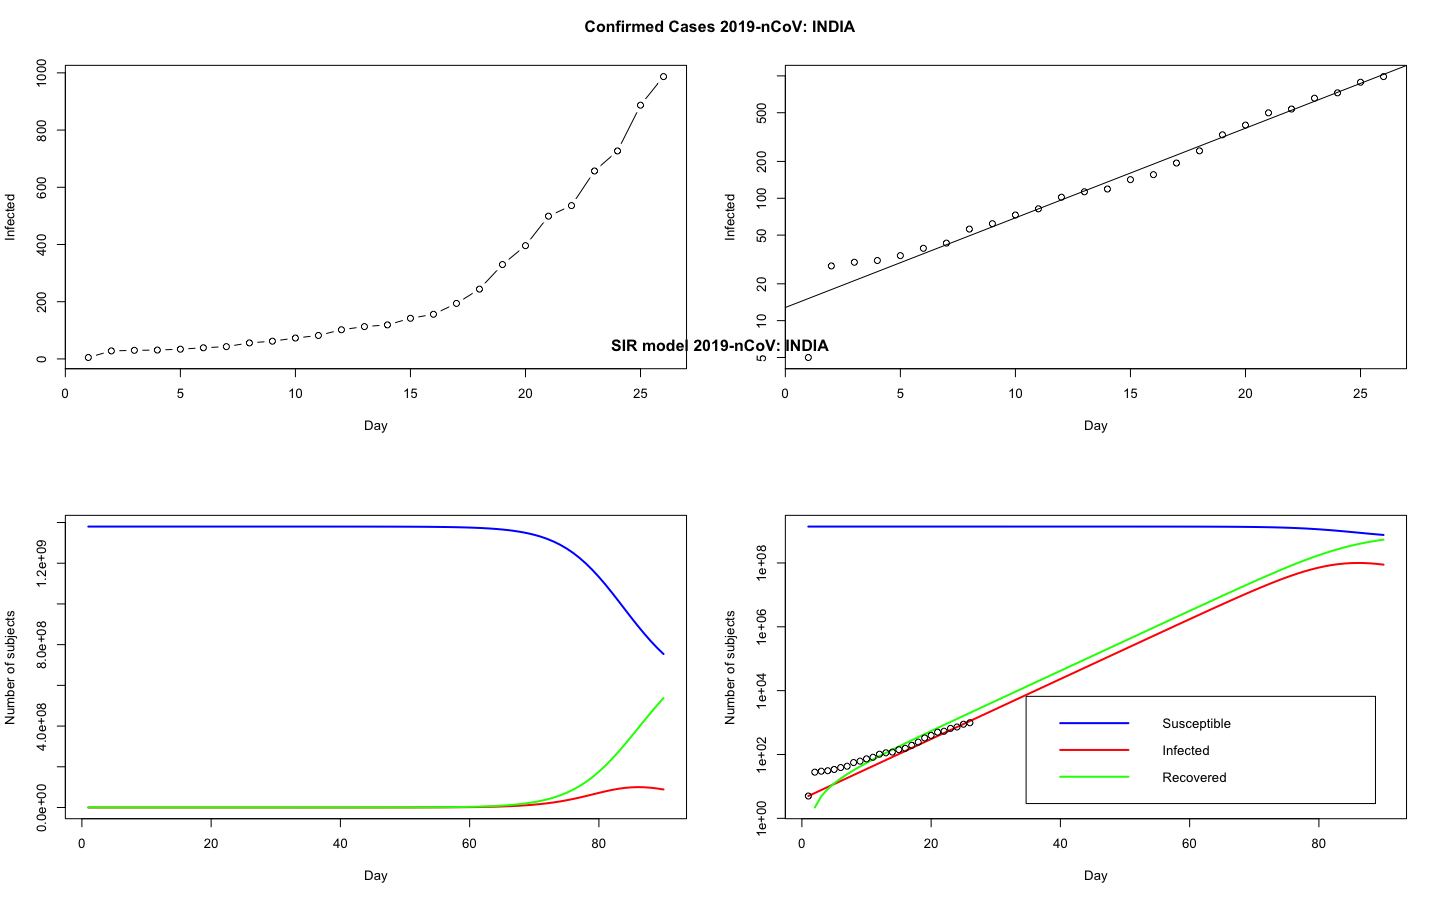 Confirmed Cases 2019-nCoV: INDIA
Infected
0
200
400
600
800
1000
0
5
10
15
20
25
Day
Infected
5
10
20
50
100
200
500
0
5
10
15
20
25
Day
SIR model 2019-nCoV: INDIA
Number of subjects
0.0e+00
4.0e+08
8.0e+08
1.2e+09
0
20
40
60
80
Day
Number of subjects
1e+00
1e+02
1e+04
1e+06
1e+08
0
20
40
60
80
Day
Susceptible
Infected
Recovered